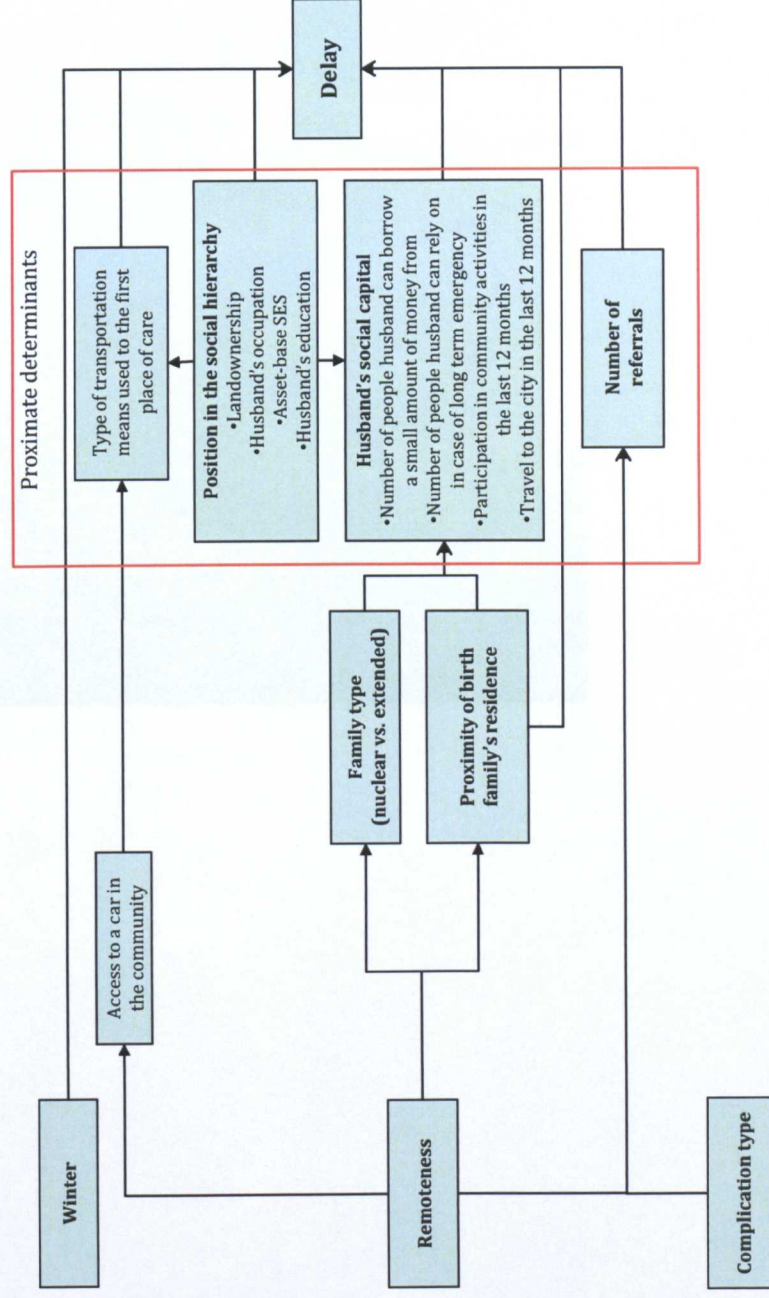 Winter
Remoteness
Complication type
Access to a car in
the community
Family type
(nuclear vs. extended)
Proximity of birth
family's residence
Proximate determinants
Type of transportation
means used to the first
place of care
Position in the social hierarchy
•Landownership
•Husband's occupation
•Asset-base SES
•Husband's education
Husband's social capital
•Number of people husband can borrow
a small amount of money from
•Number of people husband can rely on
in case of long term emergency
•Participation in community activities in
the last 12 months
•Travel to the city in the last 12 months
Number of
referrals
Delay